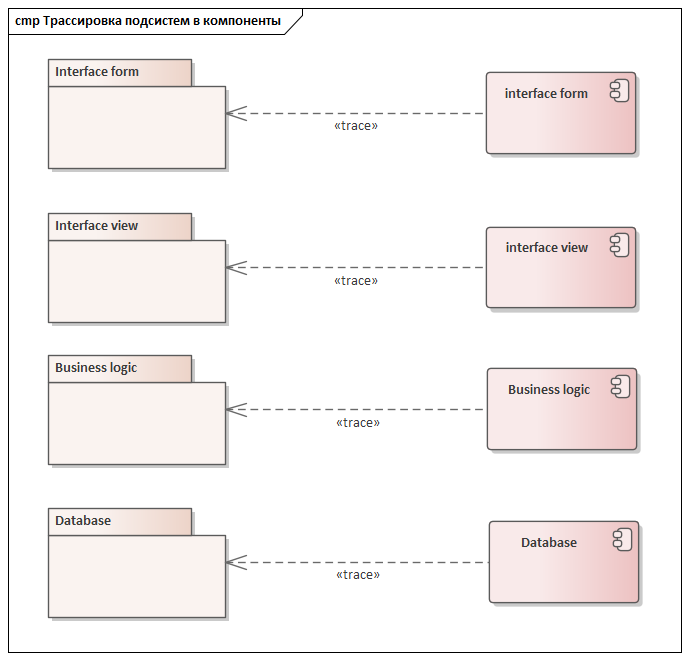 cmp Трассировка подсистем в компоненты
Interface form
interface form
«trace»
Interface view
interface view
«trace»
Business logic
Business logic
«trace»
Database
Database
«trace»